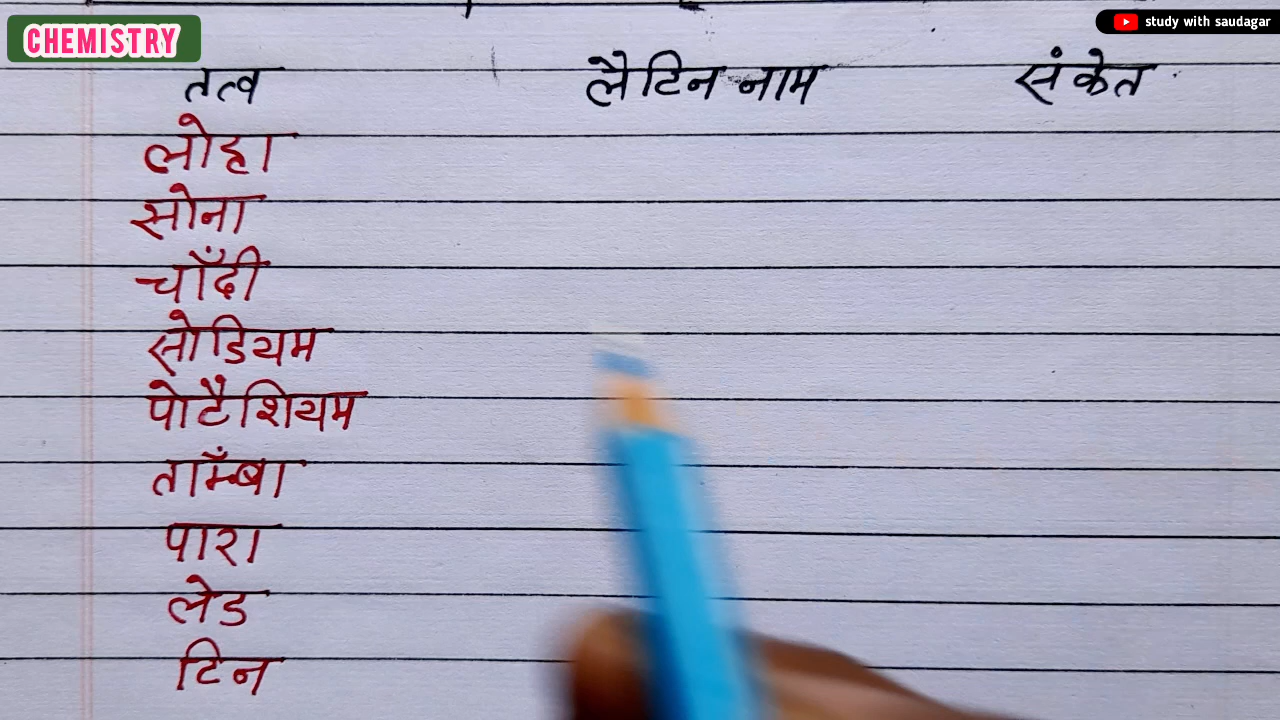 CHEMISTRY
study with saudagar
तत्व लैटिन नाम संकेत
लोहा
सोना
चाँदी
सोडियम
पोटैशियम
ताँम्बा
पारा
लेड
टिन